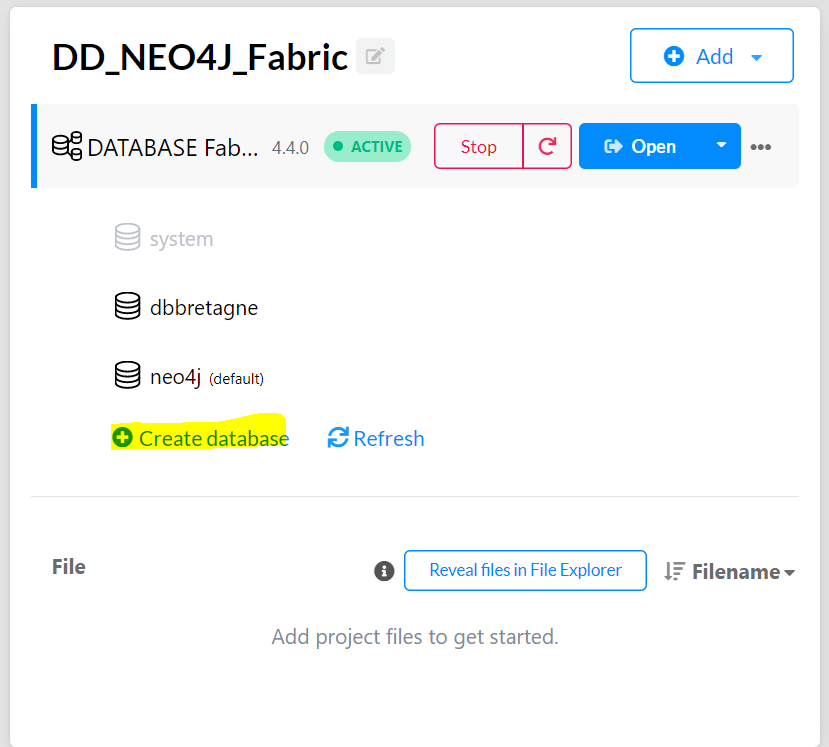 DD_NEO4J_Fabric
Add
DATABASE Fab... 4.4.0 ACTIVE Stop Open
system
dbbretagne
neo4j (default)
Create database Refresh
File Reveal files in File Explorer Filename
Add project files to get started.